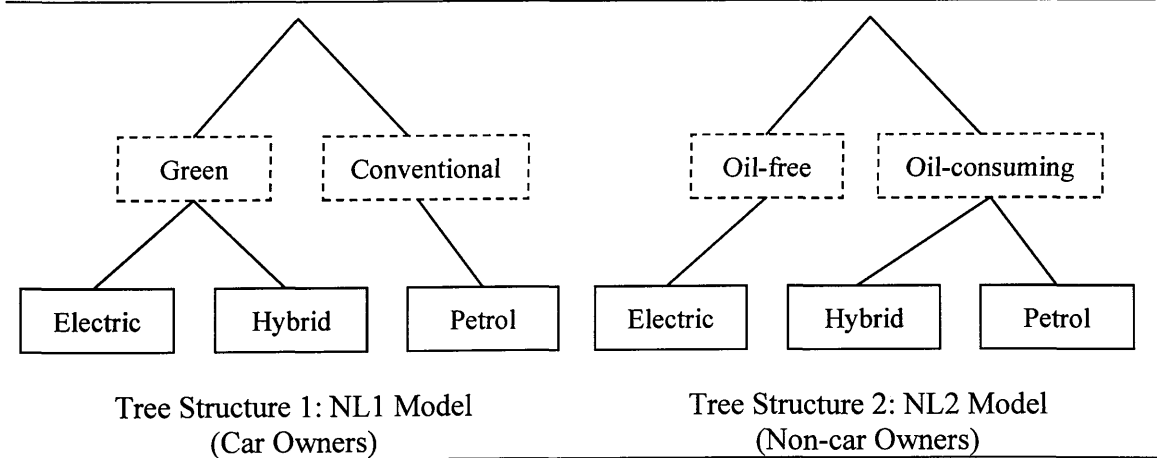 Green
Conventional
Electric
Hybrid
Petrol
Tree Structure 1: NL1 Model
(Car Owners)
Oil-free
Oil-consuming
Electric
Hybrid
Petrol
Tree Structure 2: NL2 Model
(Non-car Owners)